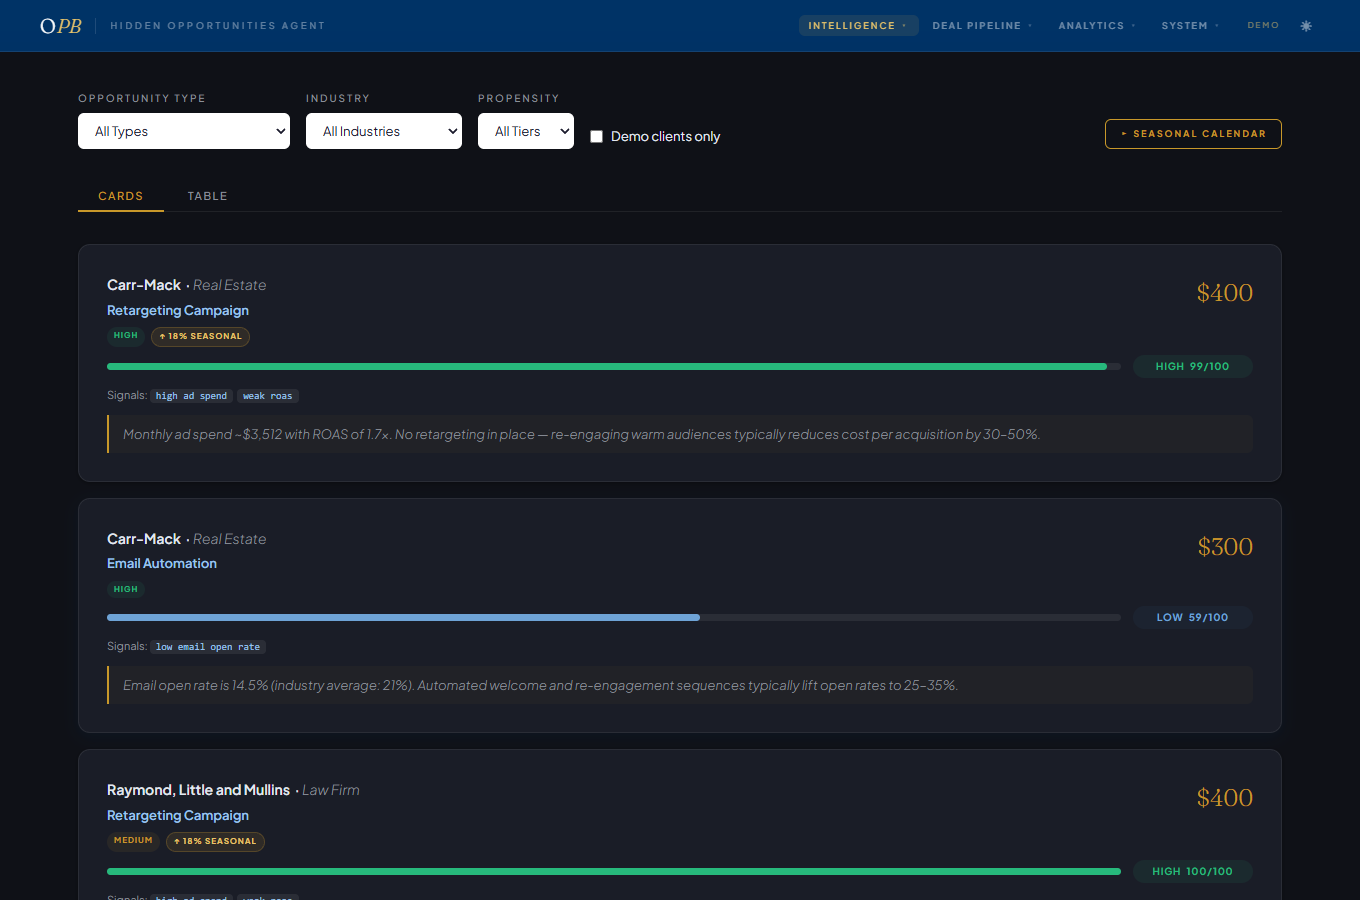 OPB HIDDEN OPPORTUNITIES AGENT INTELLIGENCE DEAL PIPELINE ANALYTICS SYSTEM DEMO
OPPORTUNITY TYPE INDUSTRY PROPENSITY
All Types All Industries All Tiers Demo clients only SEASONAL CALENDAR
CARDS TABLE
Carr-Mack · Real Estate $400
Retargeting Campaign
HIGH ↑ 18% SEASONAL
HIGH 99/100
Signals: high ad spend weak roas
Monthly ad spend ~$3,512 with ROAS of 1.7×. No retargeting in place — re-engaging warm audiences typically reduces cost per acquisition by 30–50%.
Carr-Mack · Real Estate $300
Email Automation
HIGH
LOW 59/100
Signals: low email open rate
Email open rate is 14.5% (industry average: 21%). Automated welcome and re-engagement sequences typically lift open rates to 25–35%.
Raymond, Little and Mullins · Law Firm $400
Retargeting Campaign
MEDIUM ↑ 18% SEASONAL
HIGH 100/100
Signals: high ad spend weak roas